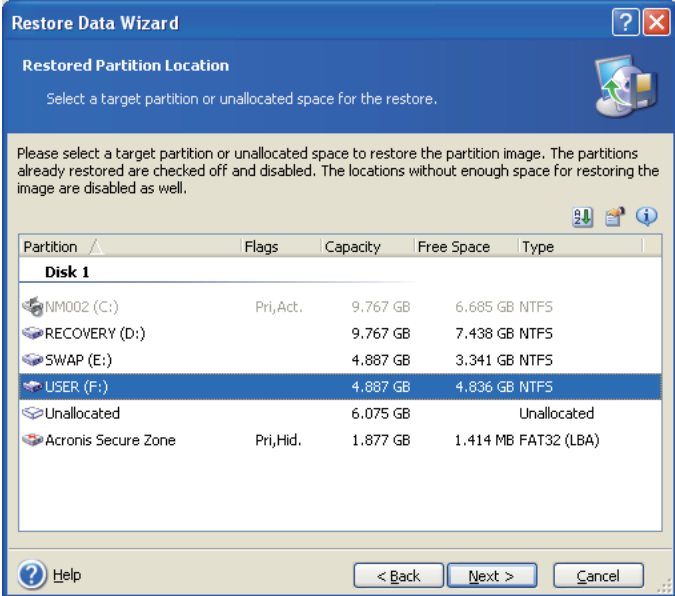 Restore Data Wizard
Restored Partition Location
Select a target partition or unallocated space for the restore.
Please select a target partition or unallocated space to restore the partition image. The partitions
already restored are checked off and disabled. The locations without enough space for restoring the
image are disabled as well.
Partition Flags Capacity Free Space Type
Disk 1
NM002 (C:) Pri,Act. 9.767 GB 6.685 GB NTFS
RECOVERY (D:) 9.767 GB 7.438 GB NTFS
SWAP (E:) 4.887 GB 3.341 GB NTFS
USER (F:) 4.887 GB 4.836 GB NTFS
Unallocated 6.075 GB Unallocated
Acronis Secure Zone Pri,Hid. 1.877 GB 1.414 MB FAT32 (LBA)
Help < Back Next > Cancel